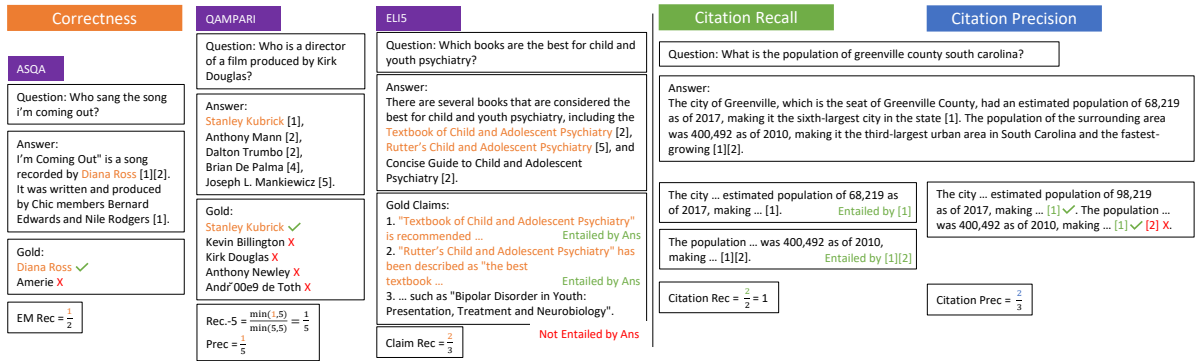 Correctness
ASQA
Question: Who sang the song
i'm coming out?
Answer:
I'm Coming Out" is a song
recorded by Diana Ross [1][2].
It was written and produced
by Chic members Bernard
Edwards and Nile Rodgers [1].
Gold:
Diana Ross ✓
Amerie X
EM Rec = 1/2
QAMPARI
Question: Who is a director
of a film produced by Kirk
Douglas?
Answer:
Stanley Kubrick [1],
Anthony Mann [2],
Dalton Trumbo [2],
Brian De Palma [4],
Joseph L. Mankiewicz [5].
Gold:
Stanley Kubrick ✓
Kevin Billington X
Kirk Douglas X
Anthony Newley X
Andr˘00e9 de Toth X
Rec.-5 = min(1,5)/min(5,5) = 1/5
Prec = 1/5
ELI5
Question: Which books are the best for child and
youth psychiatry?
Answer:
There are several books that are considered the
best for child and youth psychiatry, including the
Textbook of Child and Adolescent Psychiatry [2],
Rutter's Child and Adolescent Psychiatry [5], and
Concise Guide to Child and Adolescent
Psychiatry [2].
Gold Claims:
1. "Textbook of Child and Adolescent Psychiatry"
is recommended ... Entailed by Ans
2. "Rutter's Child and Adolescent Psychiatry" has
been described as "the best
textbook ... Entailed by Ans
3. ... such as "Bipolar Disorder in Youth:
Presentation, Treatment and Neurobiology".
Not Entailed by Ans
Claim Rec = 2/3
Citation Recall
Citation Precision
Question: What is the population of greenville county south carolina?
Answer:
The city of Greenville, which is the seat of Greenville County, had an estimated population of 68,219
as of 2017, making it the sixth-largest city in the state [1]. The population of the surrounding area
was 400,492 as of 2010, making it the third-largest urban area in South Carolina and the fastest-
growing [1][2].
The city ... estimated population of 68,219 as
of 2017, making ... [1]. Entailed by [1]
The population ... was 400,492 as of 2010,
making ... [1][2]. Entailed by [1][2]
Citation Rec = 2/2 = 1
The city ... estimated population of 98,219
as of 2017, making ... [1] ✓. The population ...
was 400,492 as of 2010, making ... [1] ✓ [2] X.
Citation Prec = 2/3